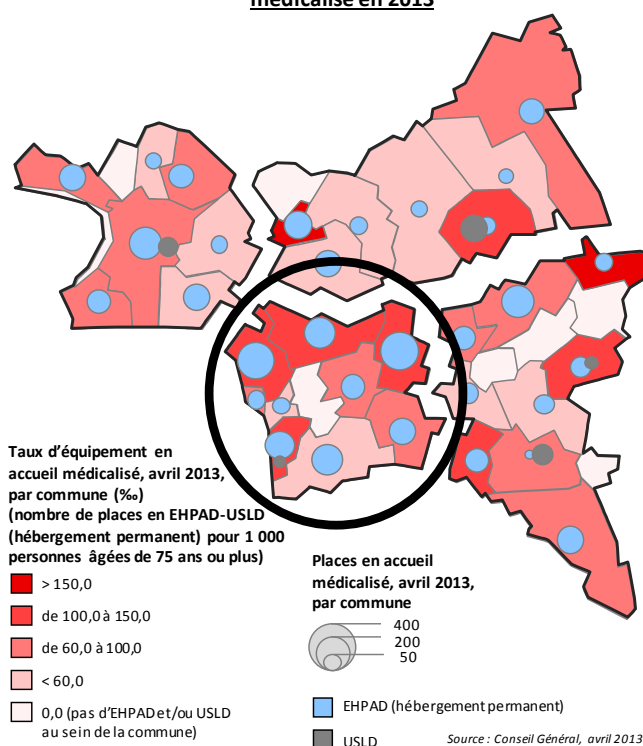 médicalisé en 2013
Taux d'équipement en
accueil médicalisé, avril 2013,
par commune (‰)
(nombre de places en EHPAD-USLD
(hébergement permanent) pour 1 000
personnes âgées de 75 ans ou plus)
> 150,0
de 100,0 à 150,0
de 60,0 à 100,0
< 60,0
0,0 (pas d'EHPAD et/ou USLD
au sein de la commune)
Places en accueil
médicalisé, avril 2013,
par commune
400
200
50
EHPAD (hébergement permanent)
USLD
Source : Conseil Général, avril 2013